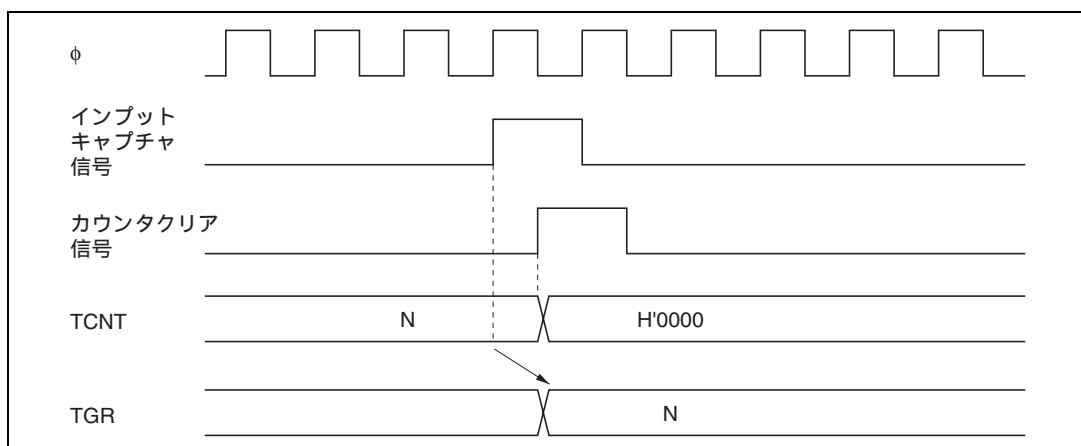 φ
インプット
キャプチャ
信号
カウンタクリア
信号
TCNT
N
H'0000
TGR
N